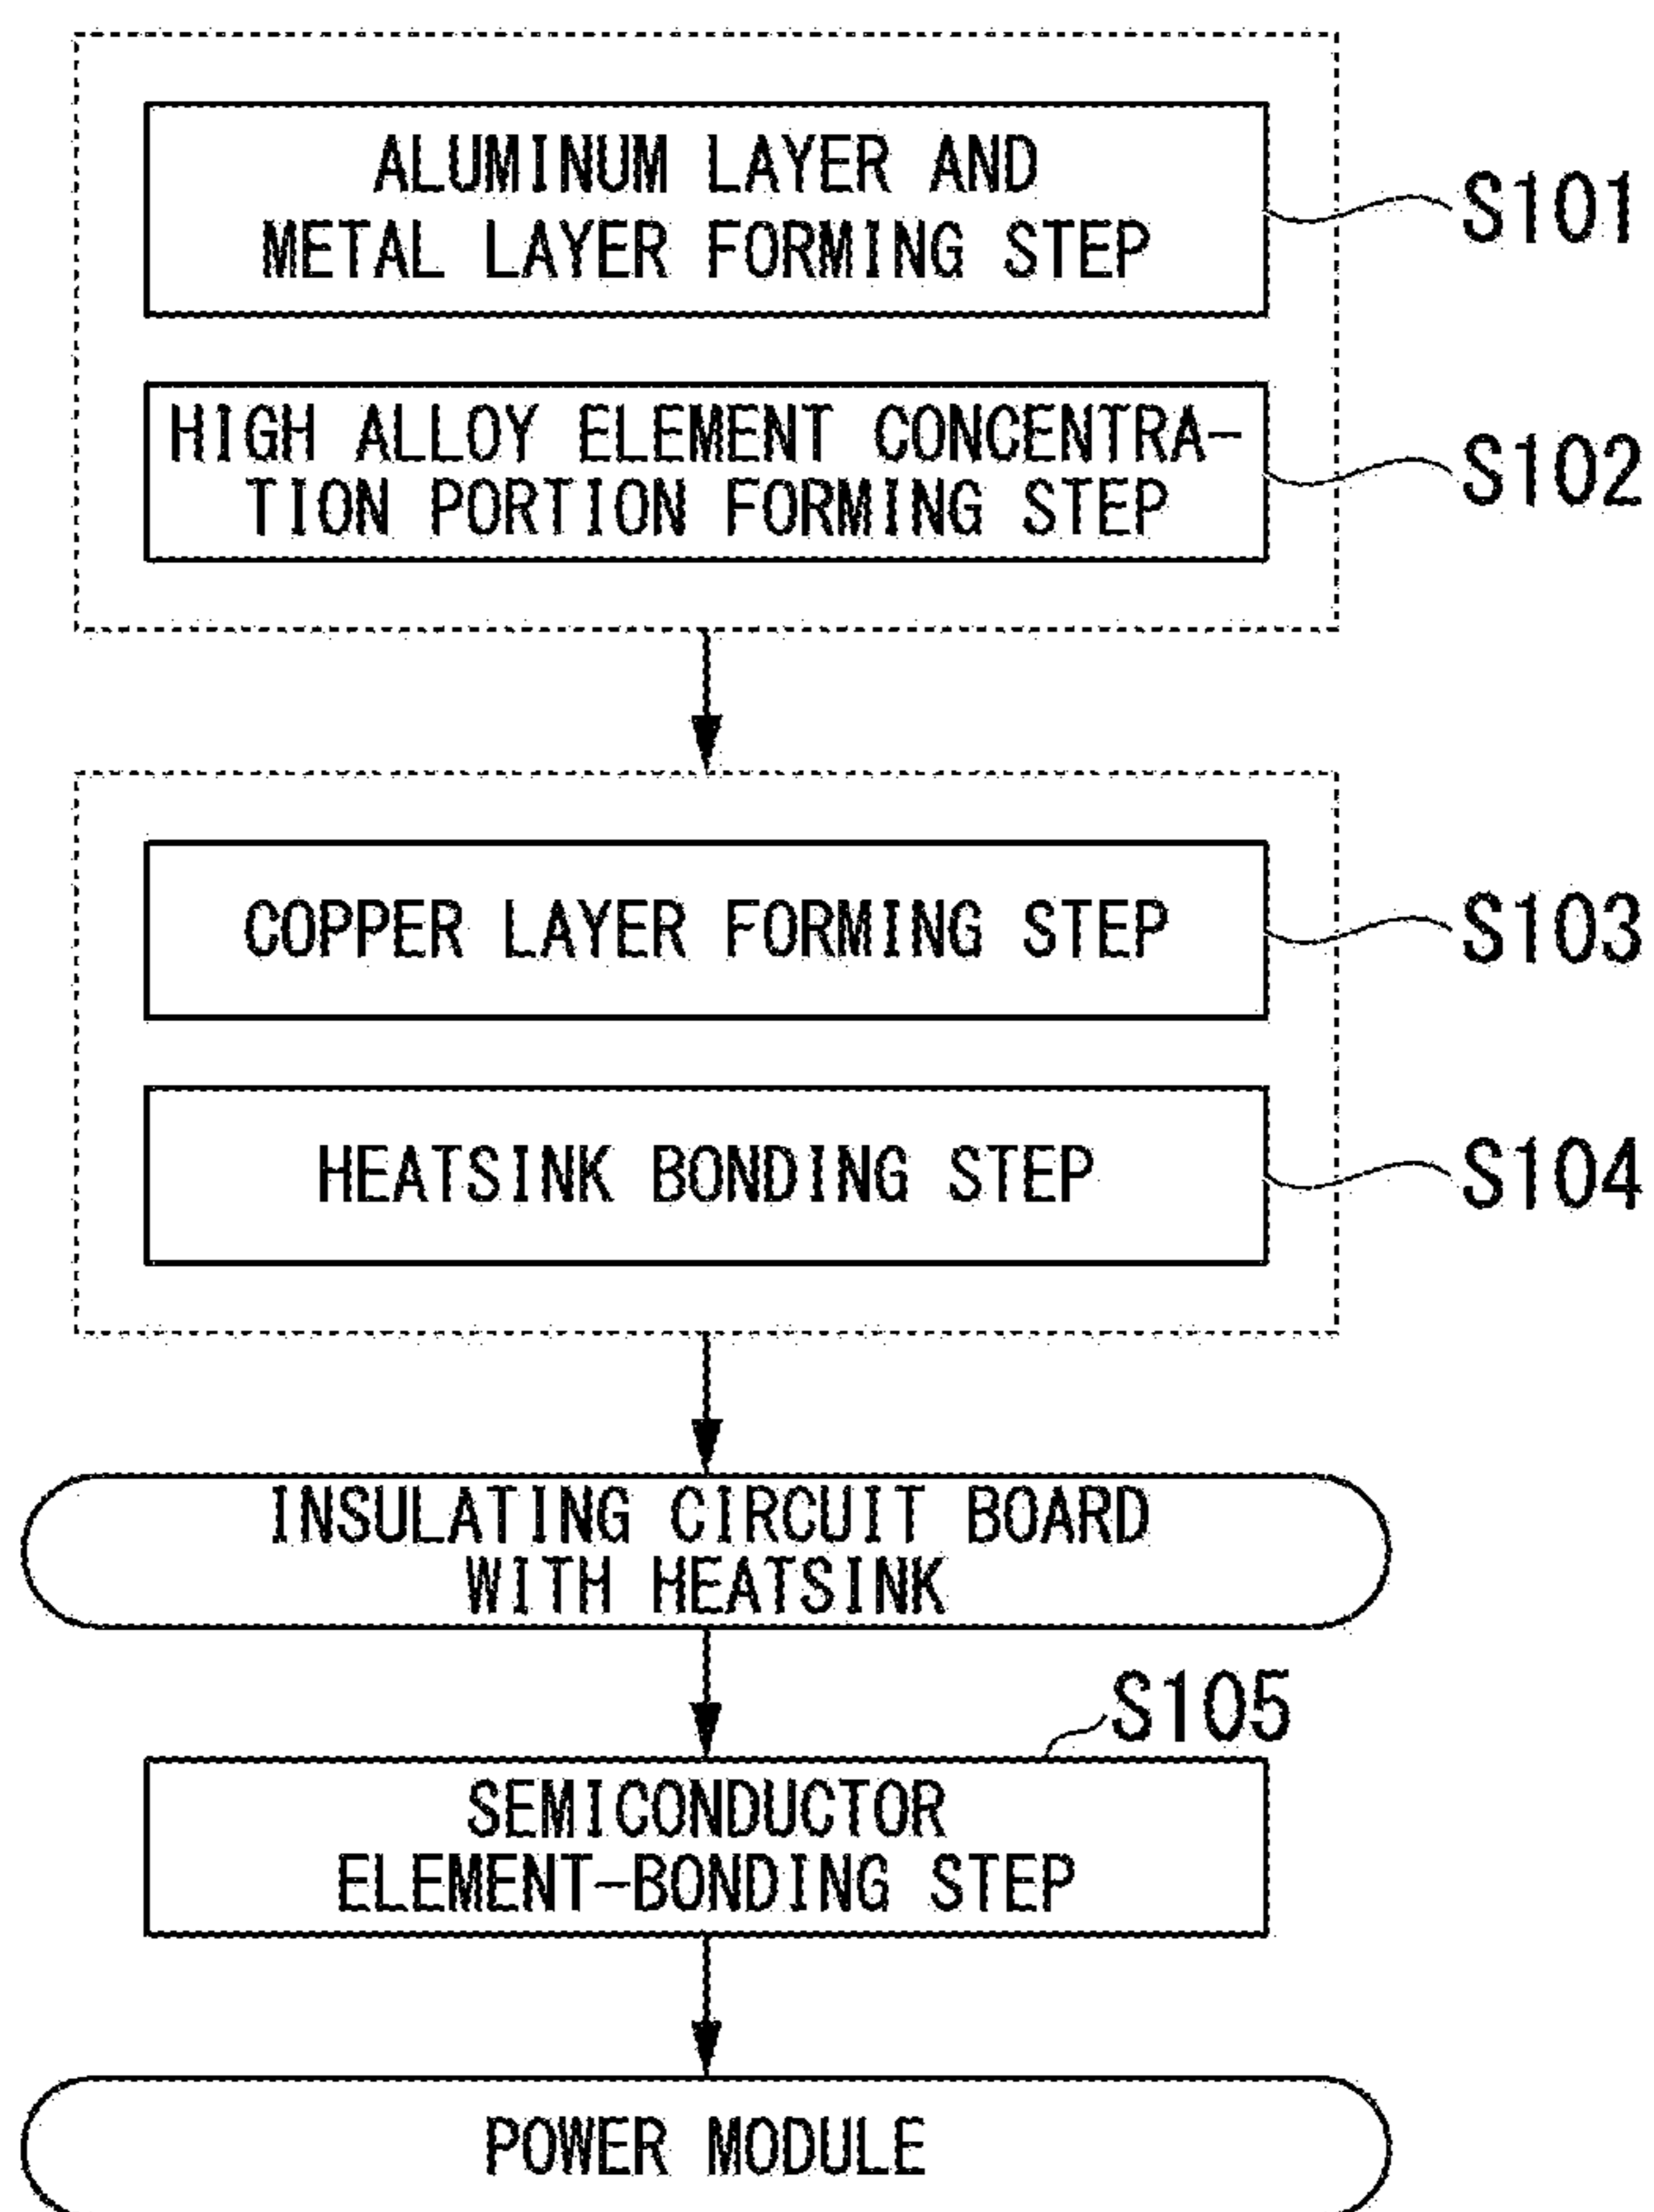 ALUMINUM LAYER AND
METAL LAYER FORMING STEP
S101
HIGH ALLOY ELEMENT CONCENTRA-
TION PORTION FORMING STEP
S102
COPPER LAYER FORMING STEP
S103
HEATSINK BONDING STEP
S104
INSULATING CIRCUIT BOARD
WITH HEATSINK
S105
SEMICONDUCTOR
ELEMENT-BONDING STEP
POWER MODULE